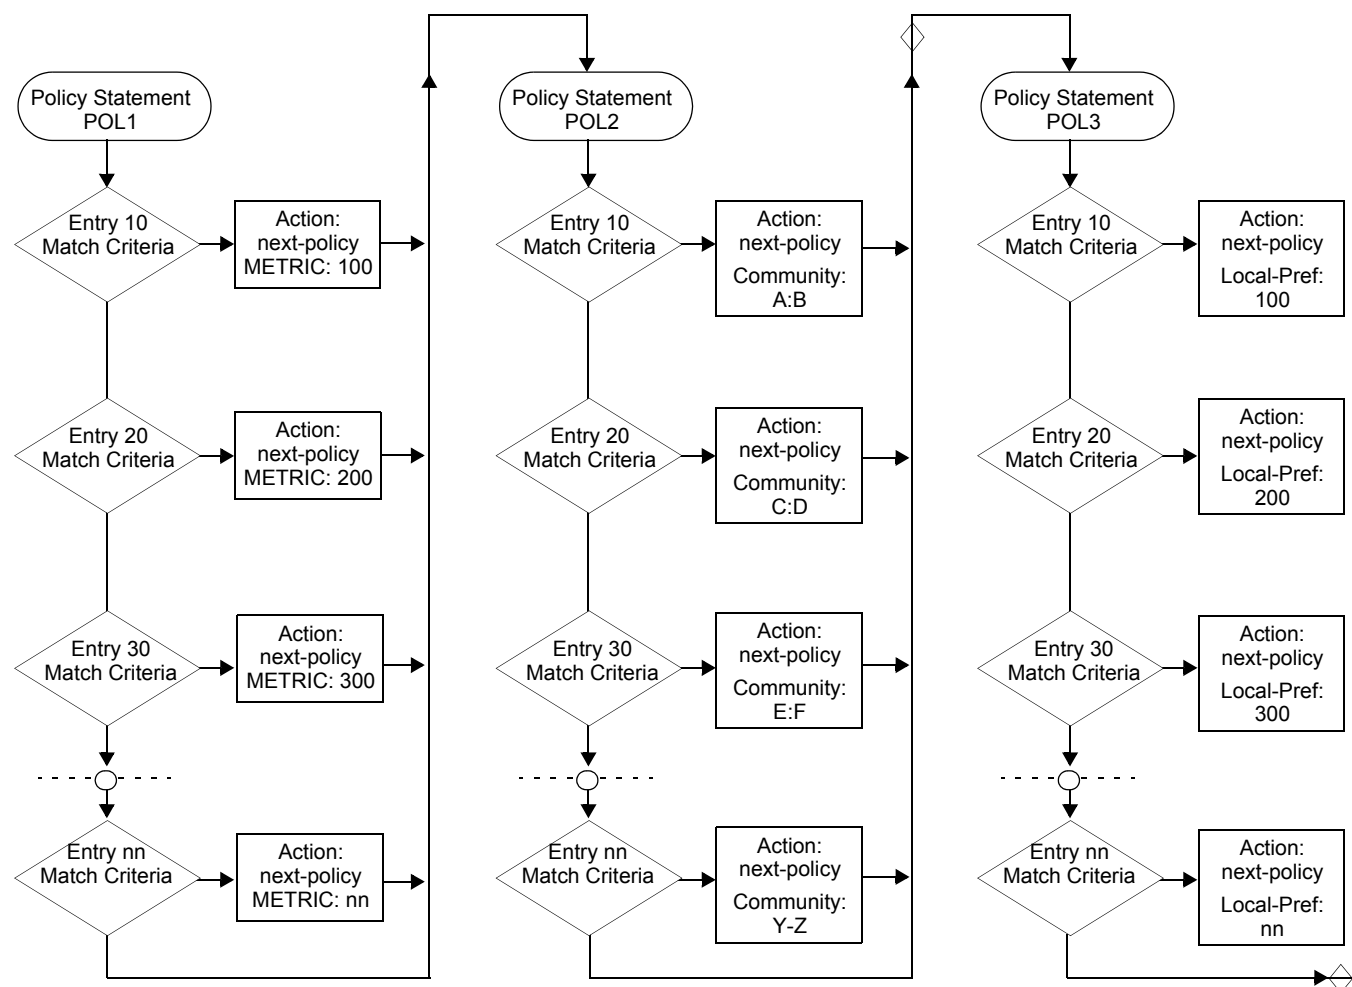 Policy Statement
POL1
Entry 10
Match Criteria
Action:
next-policy
METRIC: 100
Entry 20
Match Criteria
Action:
next-policy
METRIC: 200
Entry 30
Match Criteria
Action:
next-policy
METRIC: 300
Entry nn
Match Criteria
Action:
next-policy
METRIC: nn
Policy Statement
POL2
Entry 10
Match Criteria
Action:
next-policy
Community:
A:B
Entry 20
Match Criteria
Action:
next-policy
Community:
C:D
Entry 30
Match Criteria
Action:
next-policy
Community:
E:F
Entry nn
Match Criteria
Action:
next-policy
Community:
Y-Z
Policy Statement
POL3
Entry 10
Match Criteria
Action:
next-policy
Local-Pref:
100
Entry 20
Match Criteria
Action:
next-policy
Local-Pref:
200
Entry 30
Match Criteria
Action:
next-policy
Local-Pref:
300
Entry nn
Match Criteria
Action:
next-policy
Local-Pref:
nn